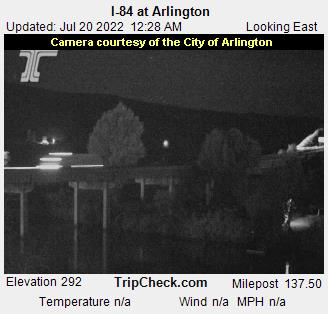 I-84 at Arlington
Updated: Jul 20 2022 12:28 AM Looking East
Camera courtesy of the City of Arlington
Elevation 292 TripCheck.com Milepost 137.50
Temperature n/a Wind n/a MPH n/a